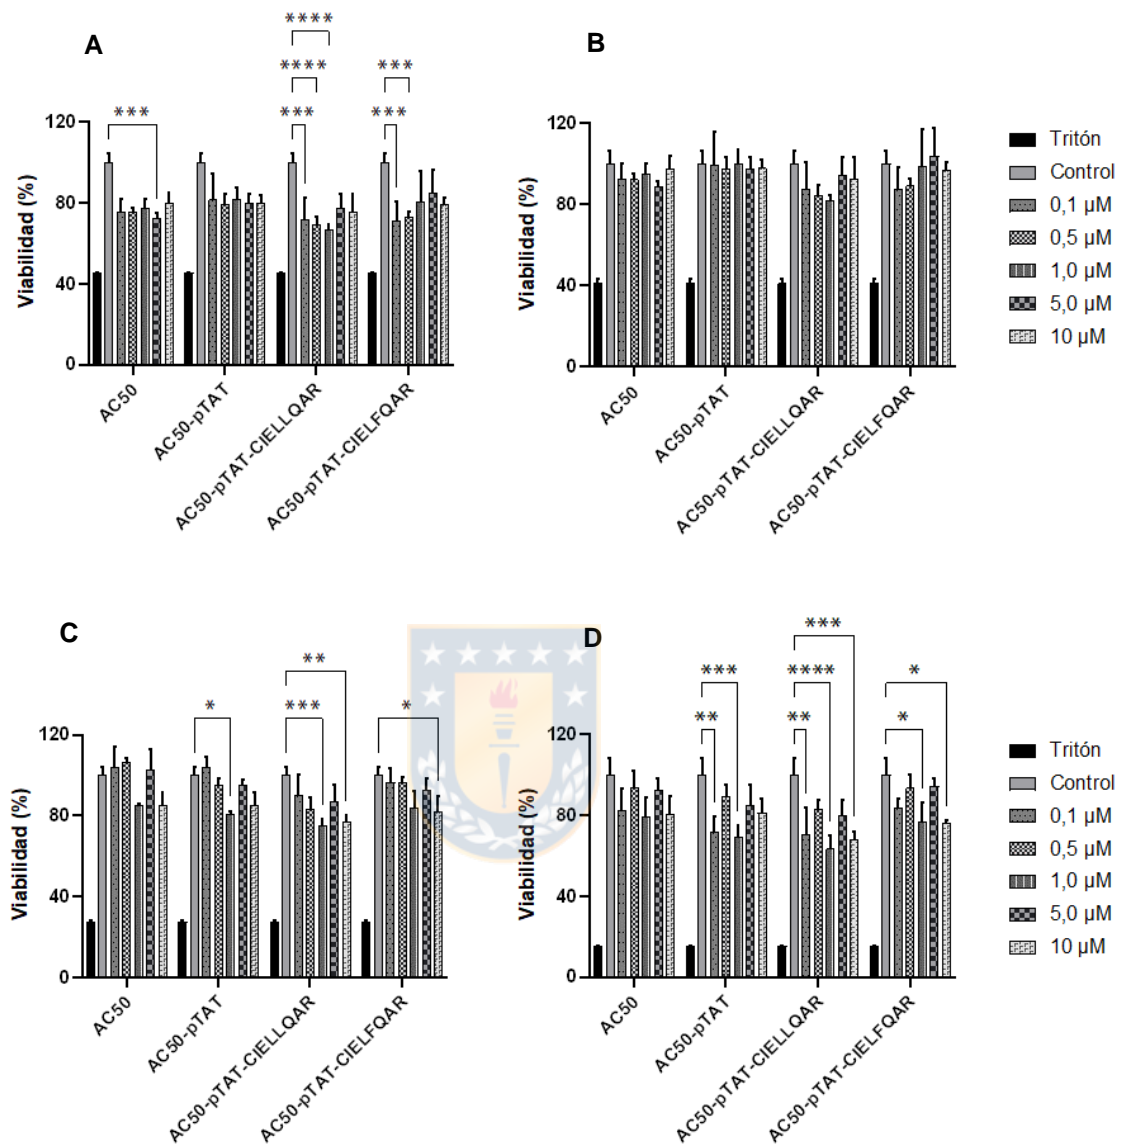 A
****
****
***
***
***
***
Viabilidad (%)
120
80
40
0
AC50
AC50-pTAT
AC50-pTAT-CIELLQAR
AC50-pTAT-CIELFQAR
B
Viabilidad (%)
120
80
40
0
AC50
AC50-pTAT
AC50-pTAT-CIELLQAR
AC50-pTAT-CIELFQAR
Tritón
Control
0,1 µM
0,5 µM
1,0 µM
5,0 µM
10 µM
C
**
*
***
*
Viabilidad (%)
120
80
40
0
AC50
AC50-pTAT
AC50-pTAT-CIELLQAR
AC50-pTAT-CIELFQAR
D
***
***
****
*
**
**
*
Viabilidad (%)
120
80
40
0
AC50
AC50-pTAT
AC50-pTAT-CIELLQAR
AC50-pTAT-CIELFQAR
Tritón
Control
0,1 µM
0,5 µM
1,0 µM
5,0 µM
10 µM